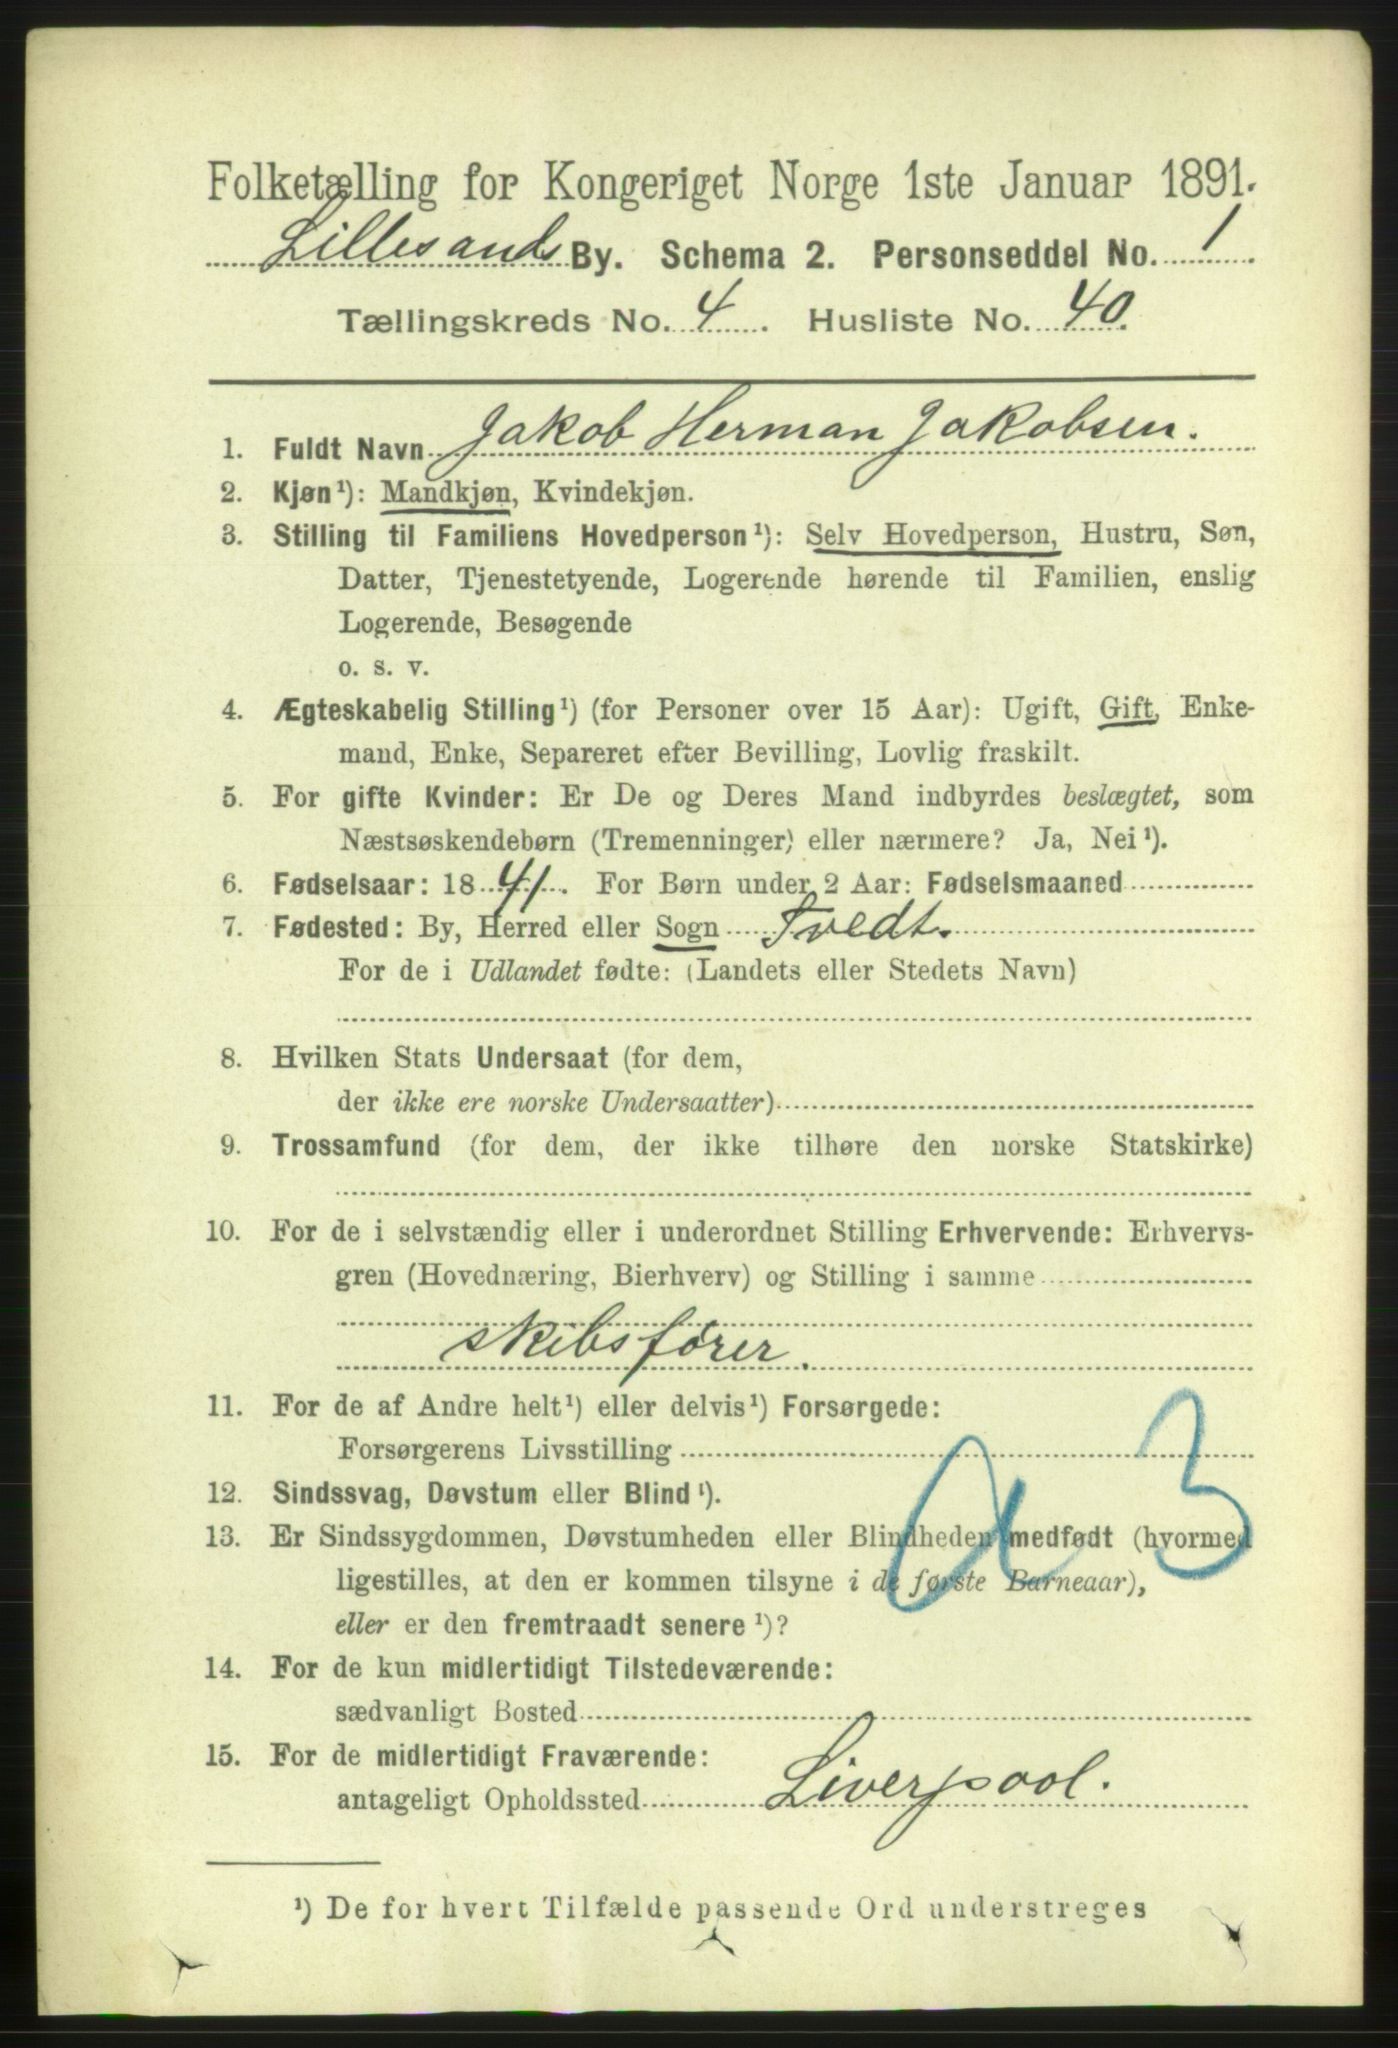 Folketælling for Kongeriget Norge 1ste Januar 1891.
Lillesands By. Schema 2. Personseddel No. 1
Tællingskreds No. 4. Husliste No. 40.
1. Fuldt Navn Jakob Herman Jakobsen.
2. Kjøn¹): Mandkjøn, Kvindekjøn.
3. Stilling til Familiens Hovedperson¹): Selv Hovedperson, Hustru, Søn,
Datter, Tjenestetyende, Logerende hørende til Familien, enslig
Logerende, Besøgende
o. s. v.
4. Ægteskabelig Stilling¹) (for Personer over 15 Aar): Ugift, Gift, Enke-
mand, Enke, Separeret efter Bevilling, Lovlig fraskilt.
5. For gifte Kvinder: Er De og Deres Mand indbyrdes beslægtet, som
Næstsøskendebørn (Tremenninger) eller nærmere? Ja, Nei¹).
6. Fødselsaar: 1841. For Børn under 2 Aar: Fødselsmaaned
7. Fødested: By, Herred eller Sogn Tvedt.
For de i Udlandet fødte: (Landets eller Stedets Navn)
8. Hvilken Stats Undersaat (for dem,
der ikke ere norske Undersaatter)
9. Trossamfund (for dem, der ikke tilhøre den norske Statskirke)
10. For de i selvstændig eller i underordnet Stilling Erhvervende: Erhvervs-
gren (Hovednæring, Bierhverv) og Stilling i samme
skibsfører.
11. For de af Andre helt¹) eller delvis¹) Forsørgede:
Forsørgerens Livsstilling
a 3
12. Sindssvag, Døvstum eller Blind¹).
13. Er Sindssygdommen, Døvstumheden eller Blindheden medfødt (hvormed
ligestilles, at den er kommen tilsyne i de første Barneaar),
eller er den fremtraadt senere¹)?
14. For de kun midlertidigt Tilstedeværende:
sædvanligt Bosted
15. For de midlertidigt Fraværende:
antageligt Opholdssted Liverpool.
¹) De for hvert Tilfælde passende Ord understreges